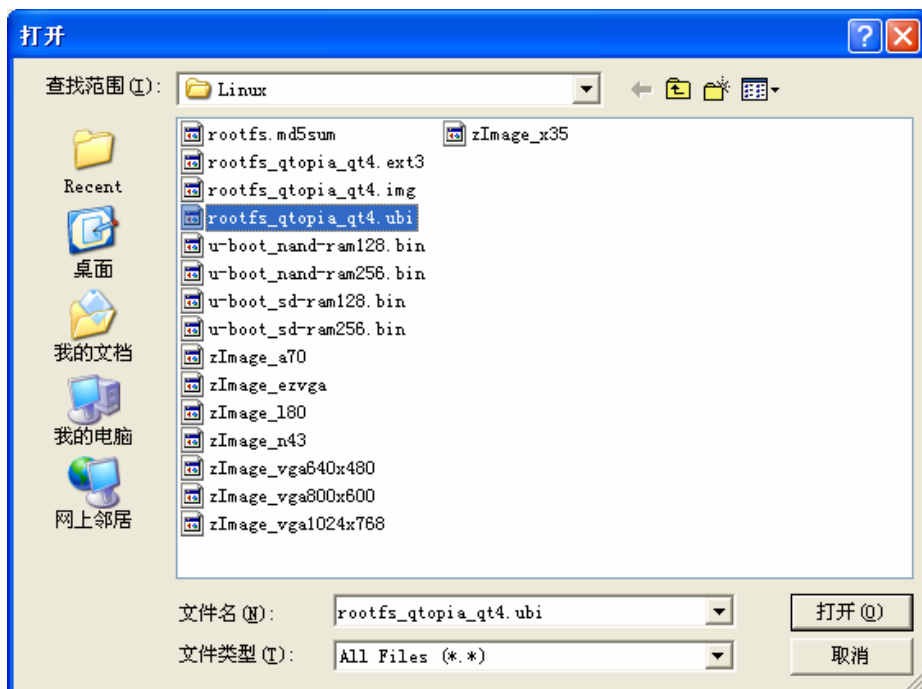 打开
查找范围(I):
Linux
Recent
桌面
我的文档
我的电脑
网上邻居
rootfs.md5sum
rootfs_qtopia_qt4.ext3
rootfs_qtopia_qt4.img
rootfs_qtopia_qt4.ubi
u-boot_nand-ram128.bin
u-boot_nand-ram256.bin
u-boot_sd-ram128.bin
u-boot_sd-ram256.bin
zImage_a70
zImage_ezvga
zImage_l80
zImage_n43
zImage_vga640x480
zImage_vga800x600
zImage_vga1024x768
zImage_x35
文件名(N):
rootfs_qtopia_qt4.ubi
打开(O)
文件类型(T):
All Files (*.*)
取消